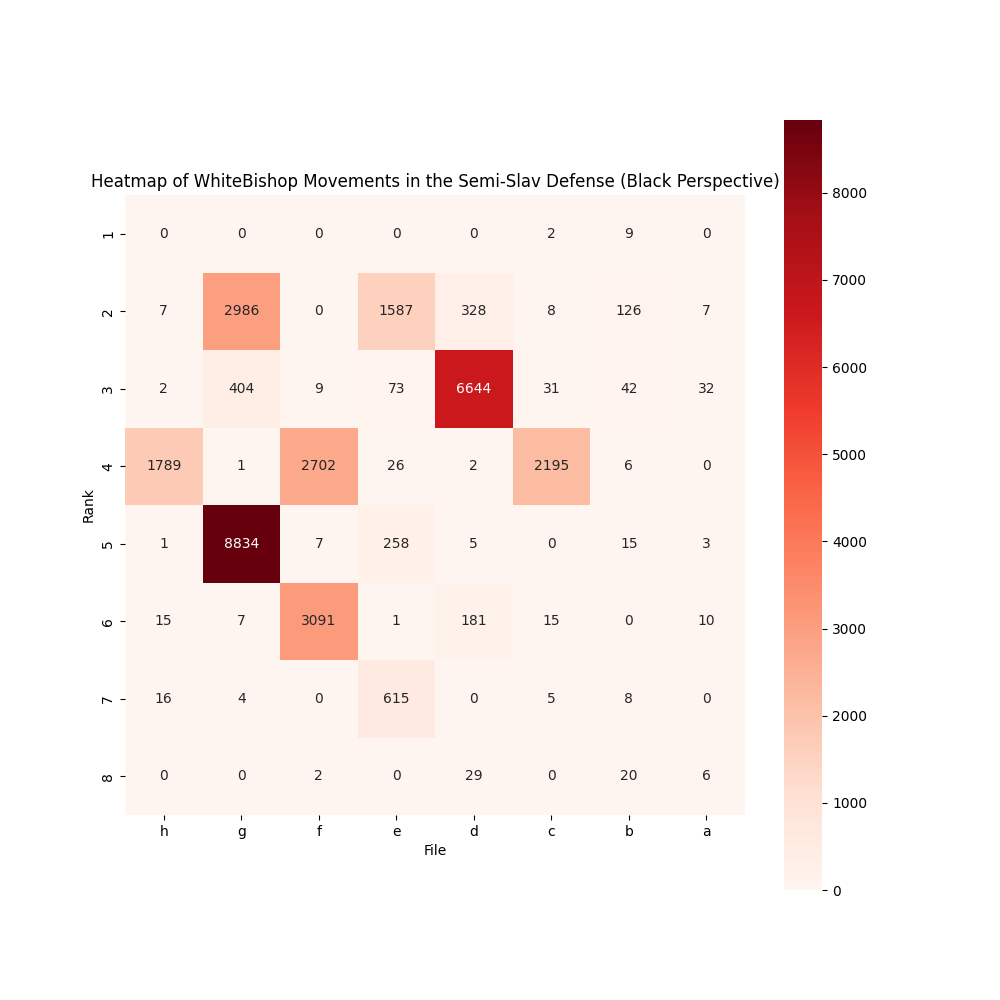 Heatmap of WhiteBishop Movements in the Semi-Slav Defense (Black Perspective)
1 0 0 0 0 0 2 9 0
2 7 2986 0 1587 328 8 126 7
3 2 404 9 73 6644 31 42 32
4 1789 1 2702 26 2 2195 6 0
5 1 8834 7 258 5 0 15 3
6 15 7 3091 1 181 15 0 10
7 16 4 0 615 0 5 8 0
8 0 0 2 0 29 0 20 6
h g f e d c b a
File
Rank
8000
7000
6000
5000
4000
3000
2000
1000
0